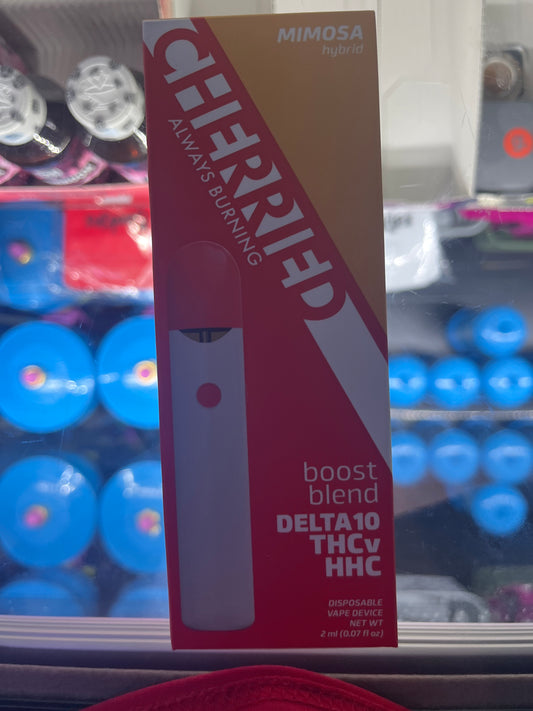 MIMOSA
hybrid
CHERRIED
ALWAYS BURNING
boost
blend
DELTA10
THCv
HHC
DISPOSABLE
VAPE DEVICE
NET WT
2 ml (0.07 fl oz)